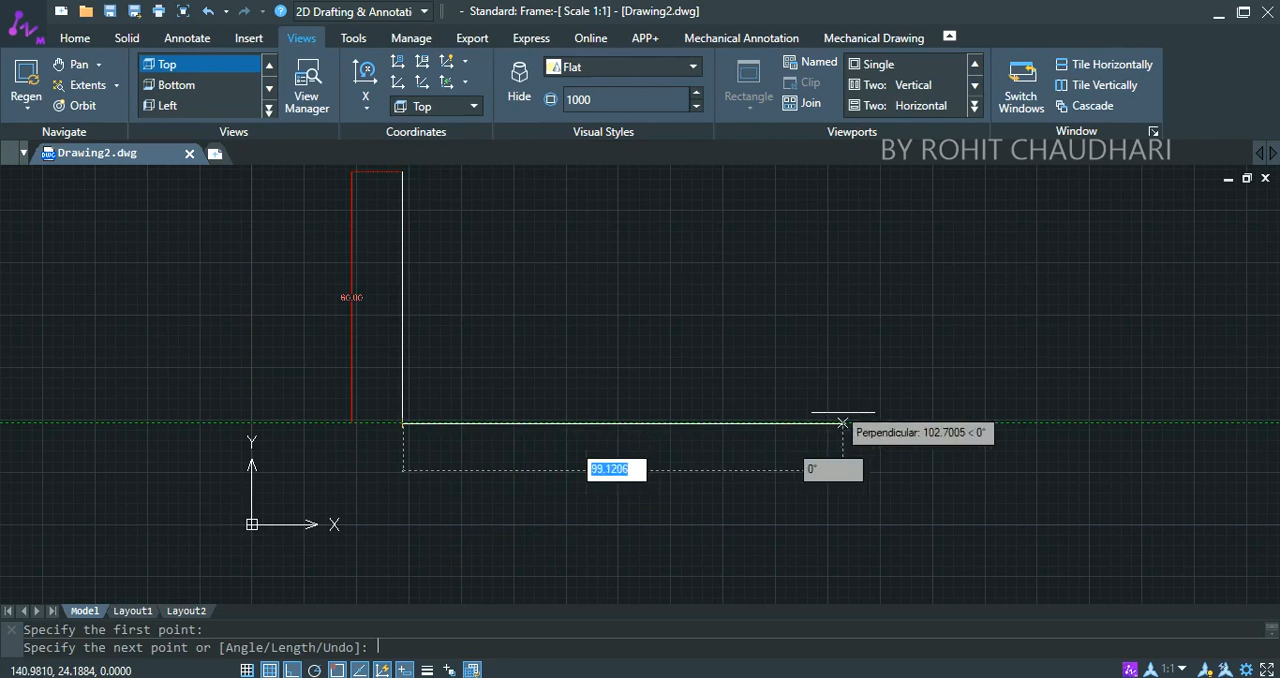 2D Drafting & Annotati
- Standard: Frame:-[ Scale 1:1] - [Drawing2.dwg]
Home Solid Annotate Insert Views Tools Manage Export Express Online APP+ Mechanical Annotation Mechanical Drawing
Regen
Pan
Extents
Orbit
Navigate
Top
Bottom
Left
Views
View
Manager
X
Top
Coordinates
Hide
Flat
1000
Visual Styles
Rectangle
Named
Clip
Join
Single
Two: Vertical
Two: Horizontal
Viewports
Switch
Windows
Tile Horizontally
Tile Vertically
Cascade
Window
Drawing2.dwg
BY ROHIT CHAUDHARI
60.00
Perpendicular: 102.7005 < 0°
99.1206
0°
Y
X
Model Layout1 Layout2
Specify the first point:
Specify the next point or [Angle/Length/Undo]:
140.9810, 24.1884, 0.0000
1:1